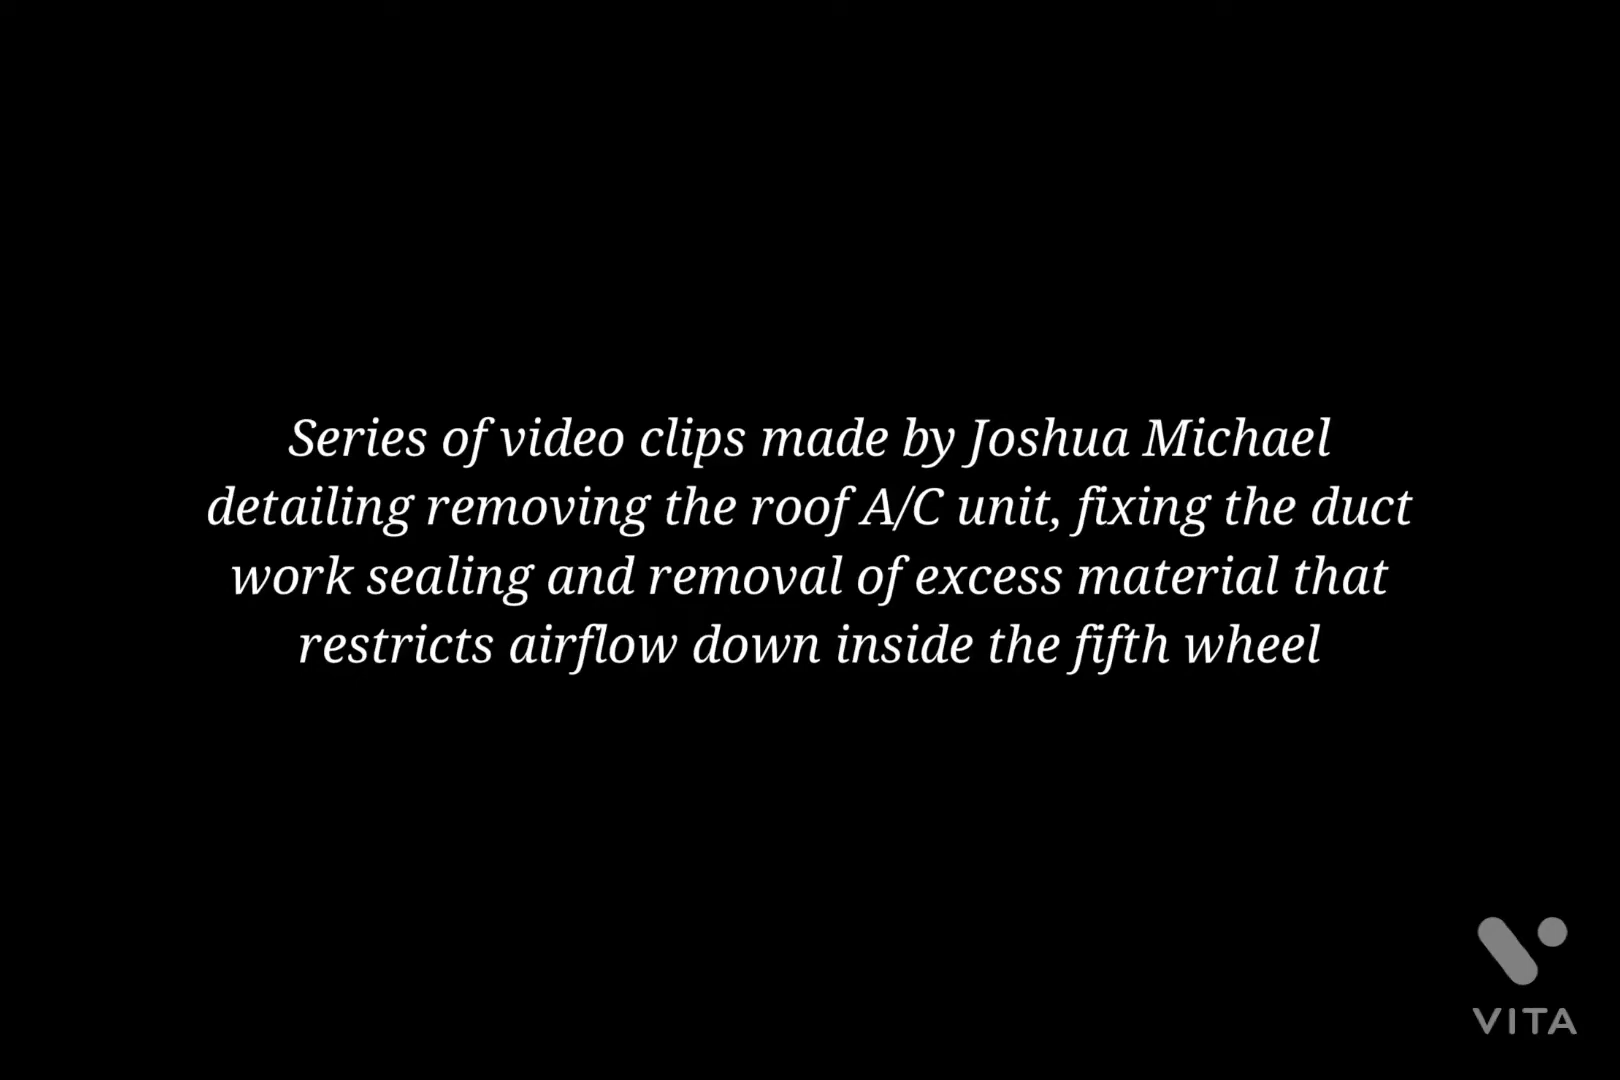 Series of video clips made by Joshua Michael
detailing removing the roof A/C unit, fixing the duct
work sealing and removal of excess material that
restricts airflow down inside the fifth wheel
VITA